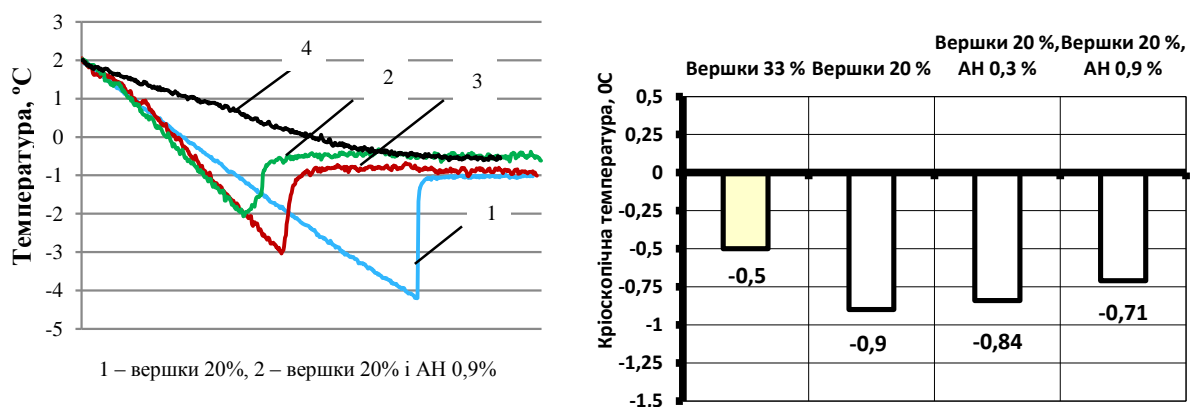 Температура, ºС
3
2
1
0
-1
-2
-3
-4
-5
4
2
3
1
1 – вершки 20%, 2 – вершки 20% і АН 0,9%
Кріоскопічна температура, 0С
Вершки 33 %
Вершки 20 %
Вершки 20 %,
АН 0,3 %
Вершки 20 %,
АН 0,9 %
0,5
0,25
0
-0,25
-0,5
-0,75
-1
-1,25
-1,5
-0,5
-0,9
-0,84
-0,71